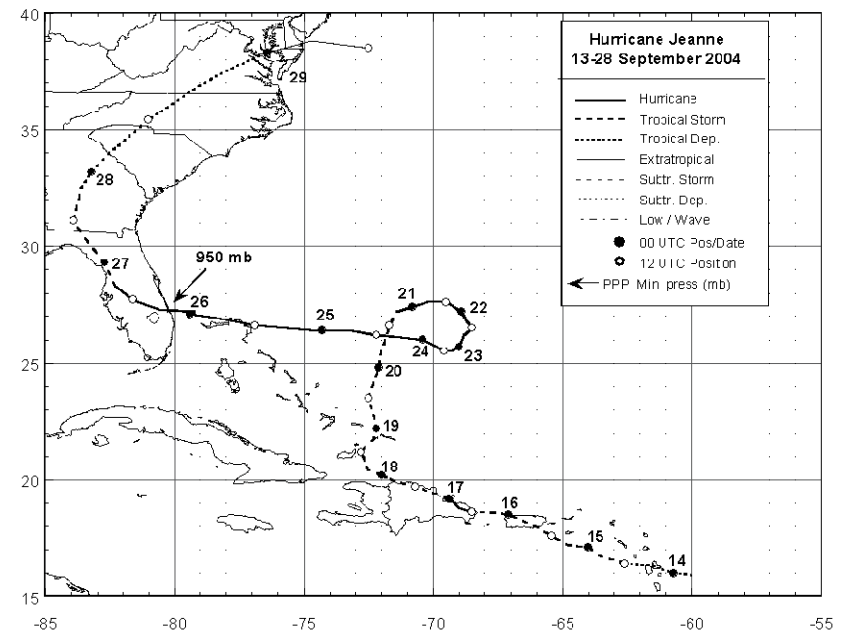 40
35
30
25
20
15
-85
-80
-75
-70
-65
-60
-55
Hurricane Jeanne
13-28 September 2004
Hurricane
Tropical Storm
Tropical Dep.
Extratropical
Subtr. Storm
Subtr. Dep.
Low / Wave
00 UTC Pos/Date
12 UTC Position
PPP Min press (mb)
950 mb
29
28
27
26
25
24
23
22
21
20
19
18
17
16
15
14